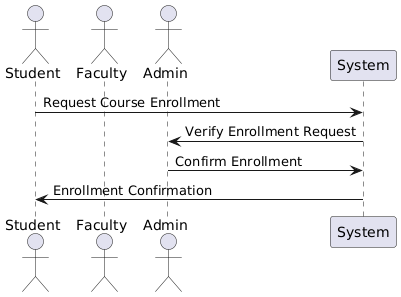 Student Faculty Admin System
Request Course Enrollment
Verify Enrollment Request
Confirm Enrollment
Enrollment Confirmation
Student Faculty Admin System